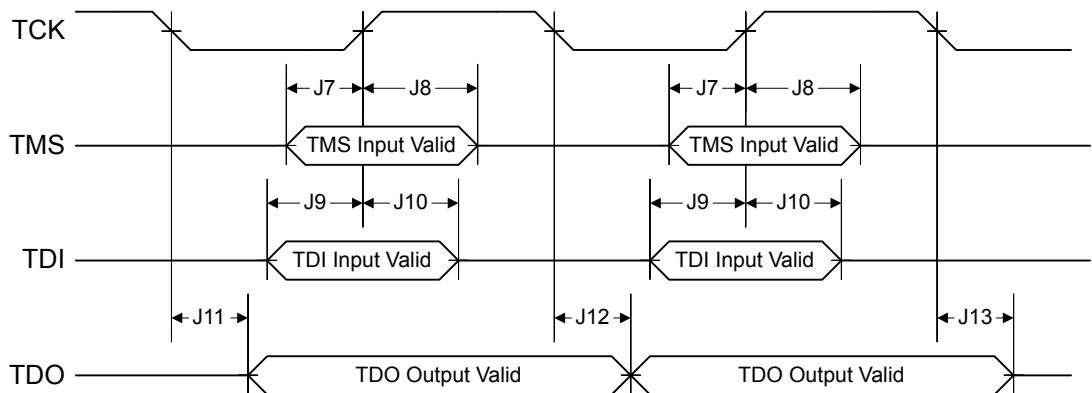 TCK
J7 J8 J7 J8
TMS TMS Input Valid TMS Input Valid
J9 J10 J9 J10
TDI TDI Input Valid TDI Input Valid
J11 J12 J13
TDO TDO Output Valid TDO Output Valid